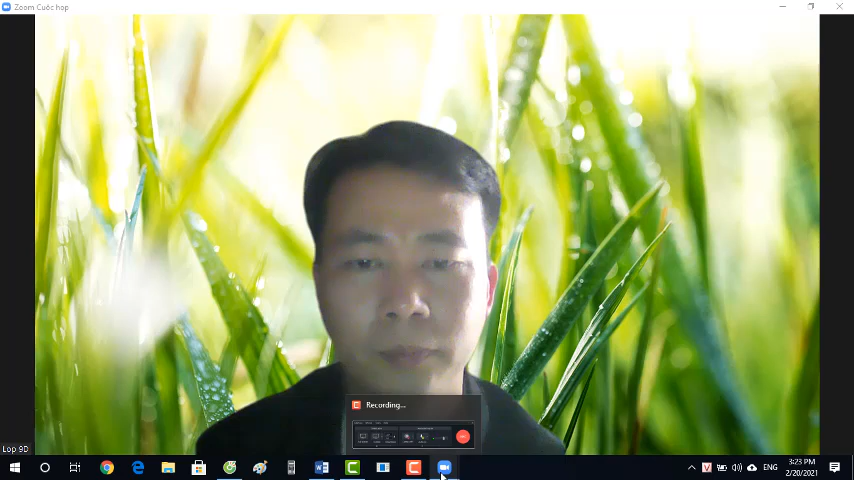 Zoom Cuộc họp
Lop 9D
Recording...
ENG
3:23 PM
2/20/2021